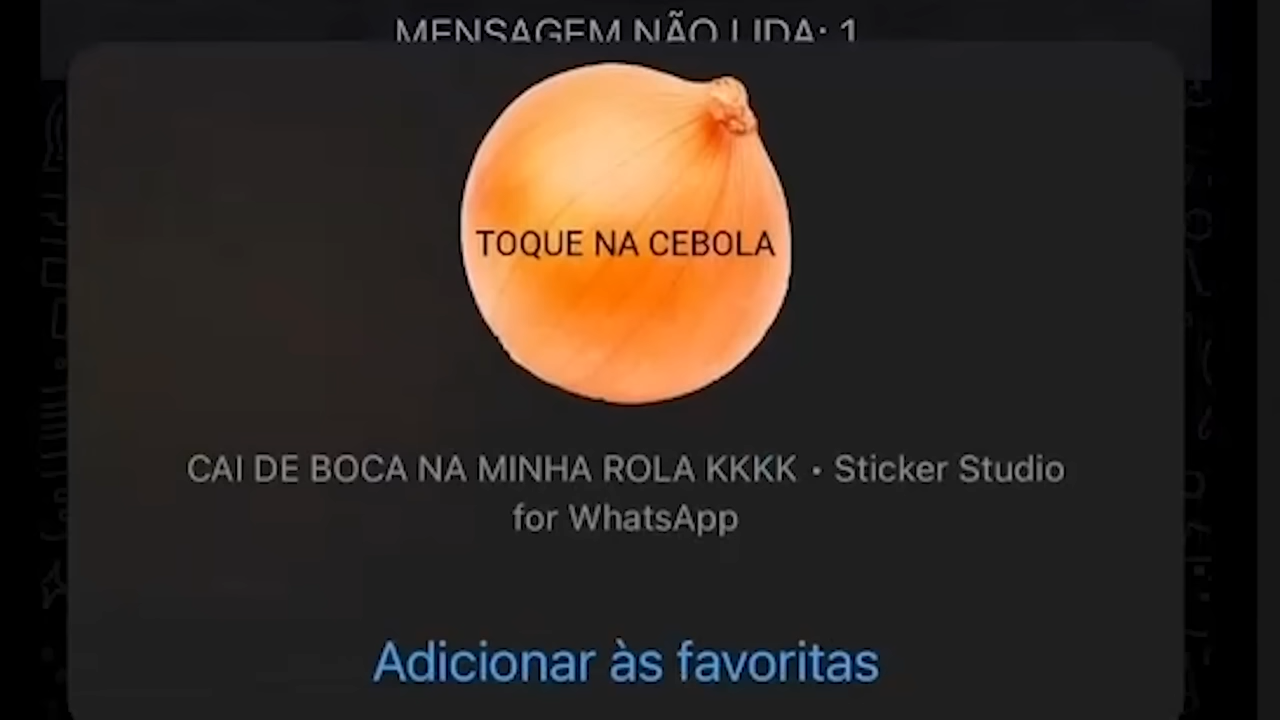 MENSAGEM NÃO LIDA: 1
TOQUE NA CEBOLA
CAI DE BOCA NA MINHA ROLA KKKK • Sticker Studio
for WhatsApp
Adicionar às favoritas